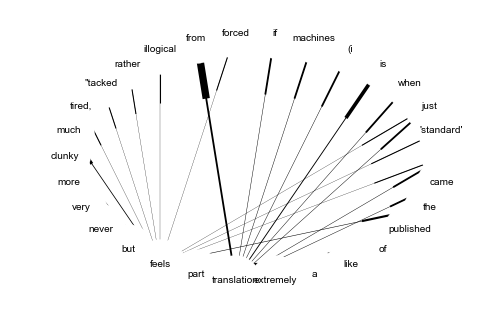 if
forced
machines
from
(i
illogical
is
rather
when
"tacked
just
tired,
'standard'
much
clunky
more
came
very
the
never
published
but
of
feels
like
part
a
translation
extremely